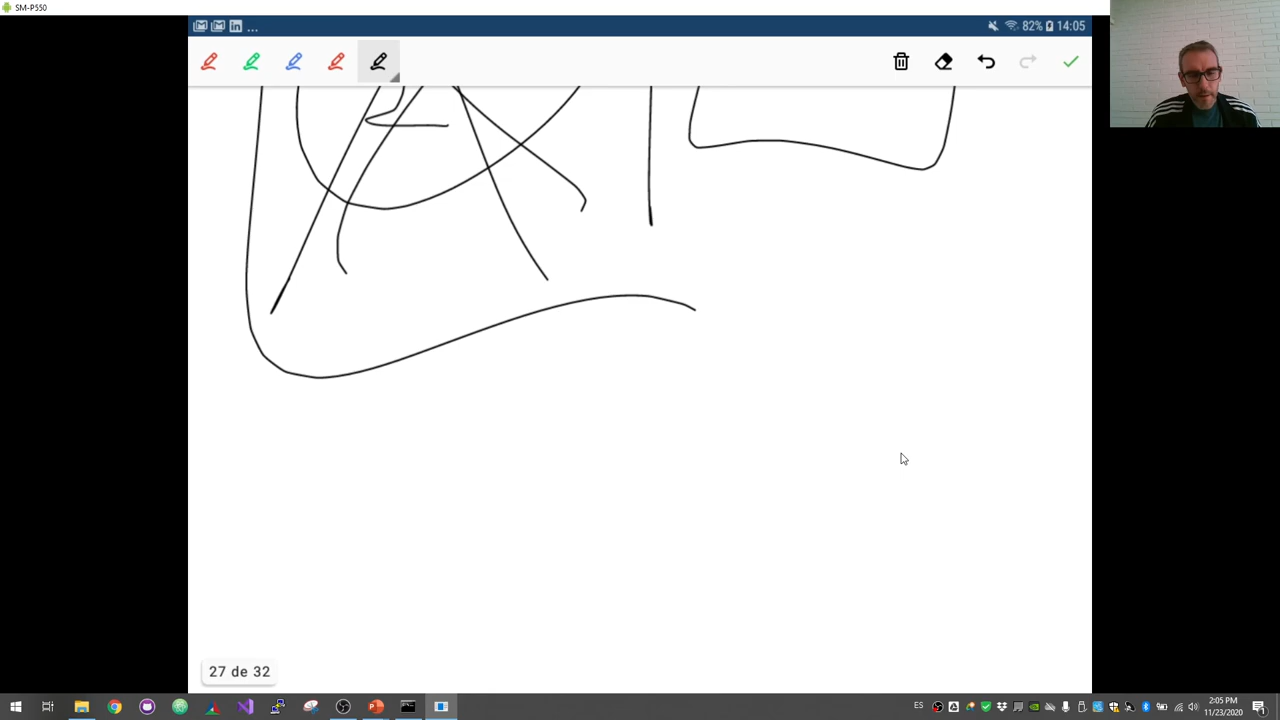 SM-P550
... 82% 14:05
27 de 32
ES
2:05 PM
11/23/2020